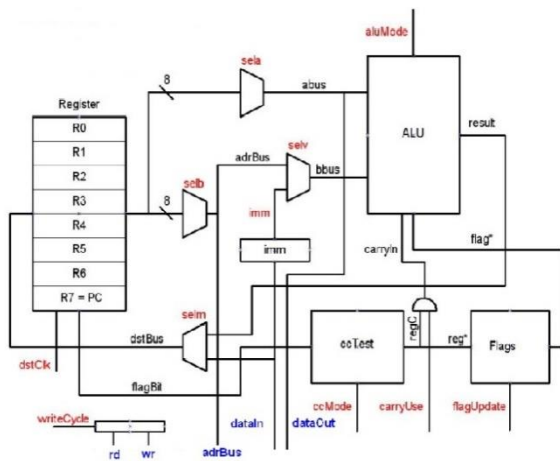 aluMode
sela
8
abus
Register
R0
R1
R2
R3
R4
R5
R6
R7 = PC
selv
adrBus
bbus
ALU
result
8
selb
imm
imm
carryIn
flag*
selm
dstBus
dstClk
flagBit
ccTest
regC
reg*
Flags
writeCycle
rd
wr
adrBus
dataIn
dataOut
ccMode
carryUse
flagUpdate